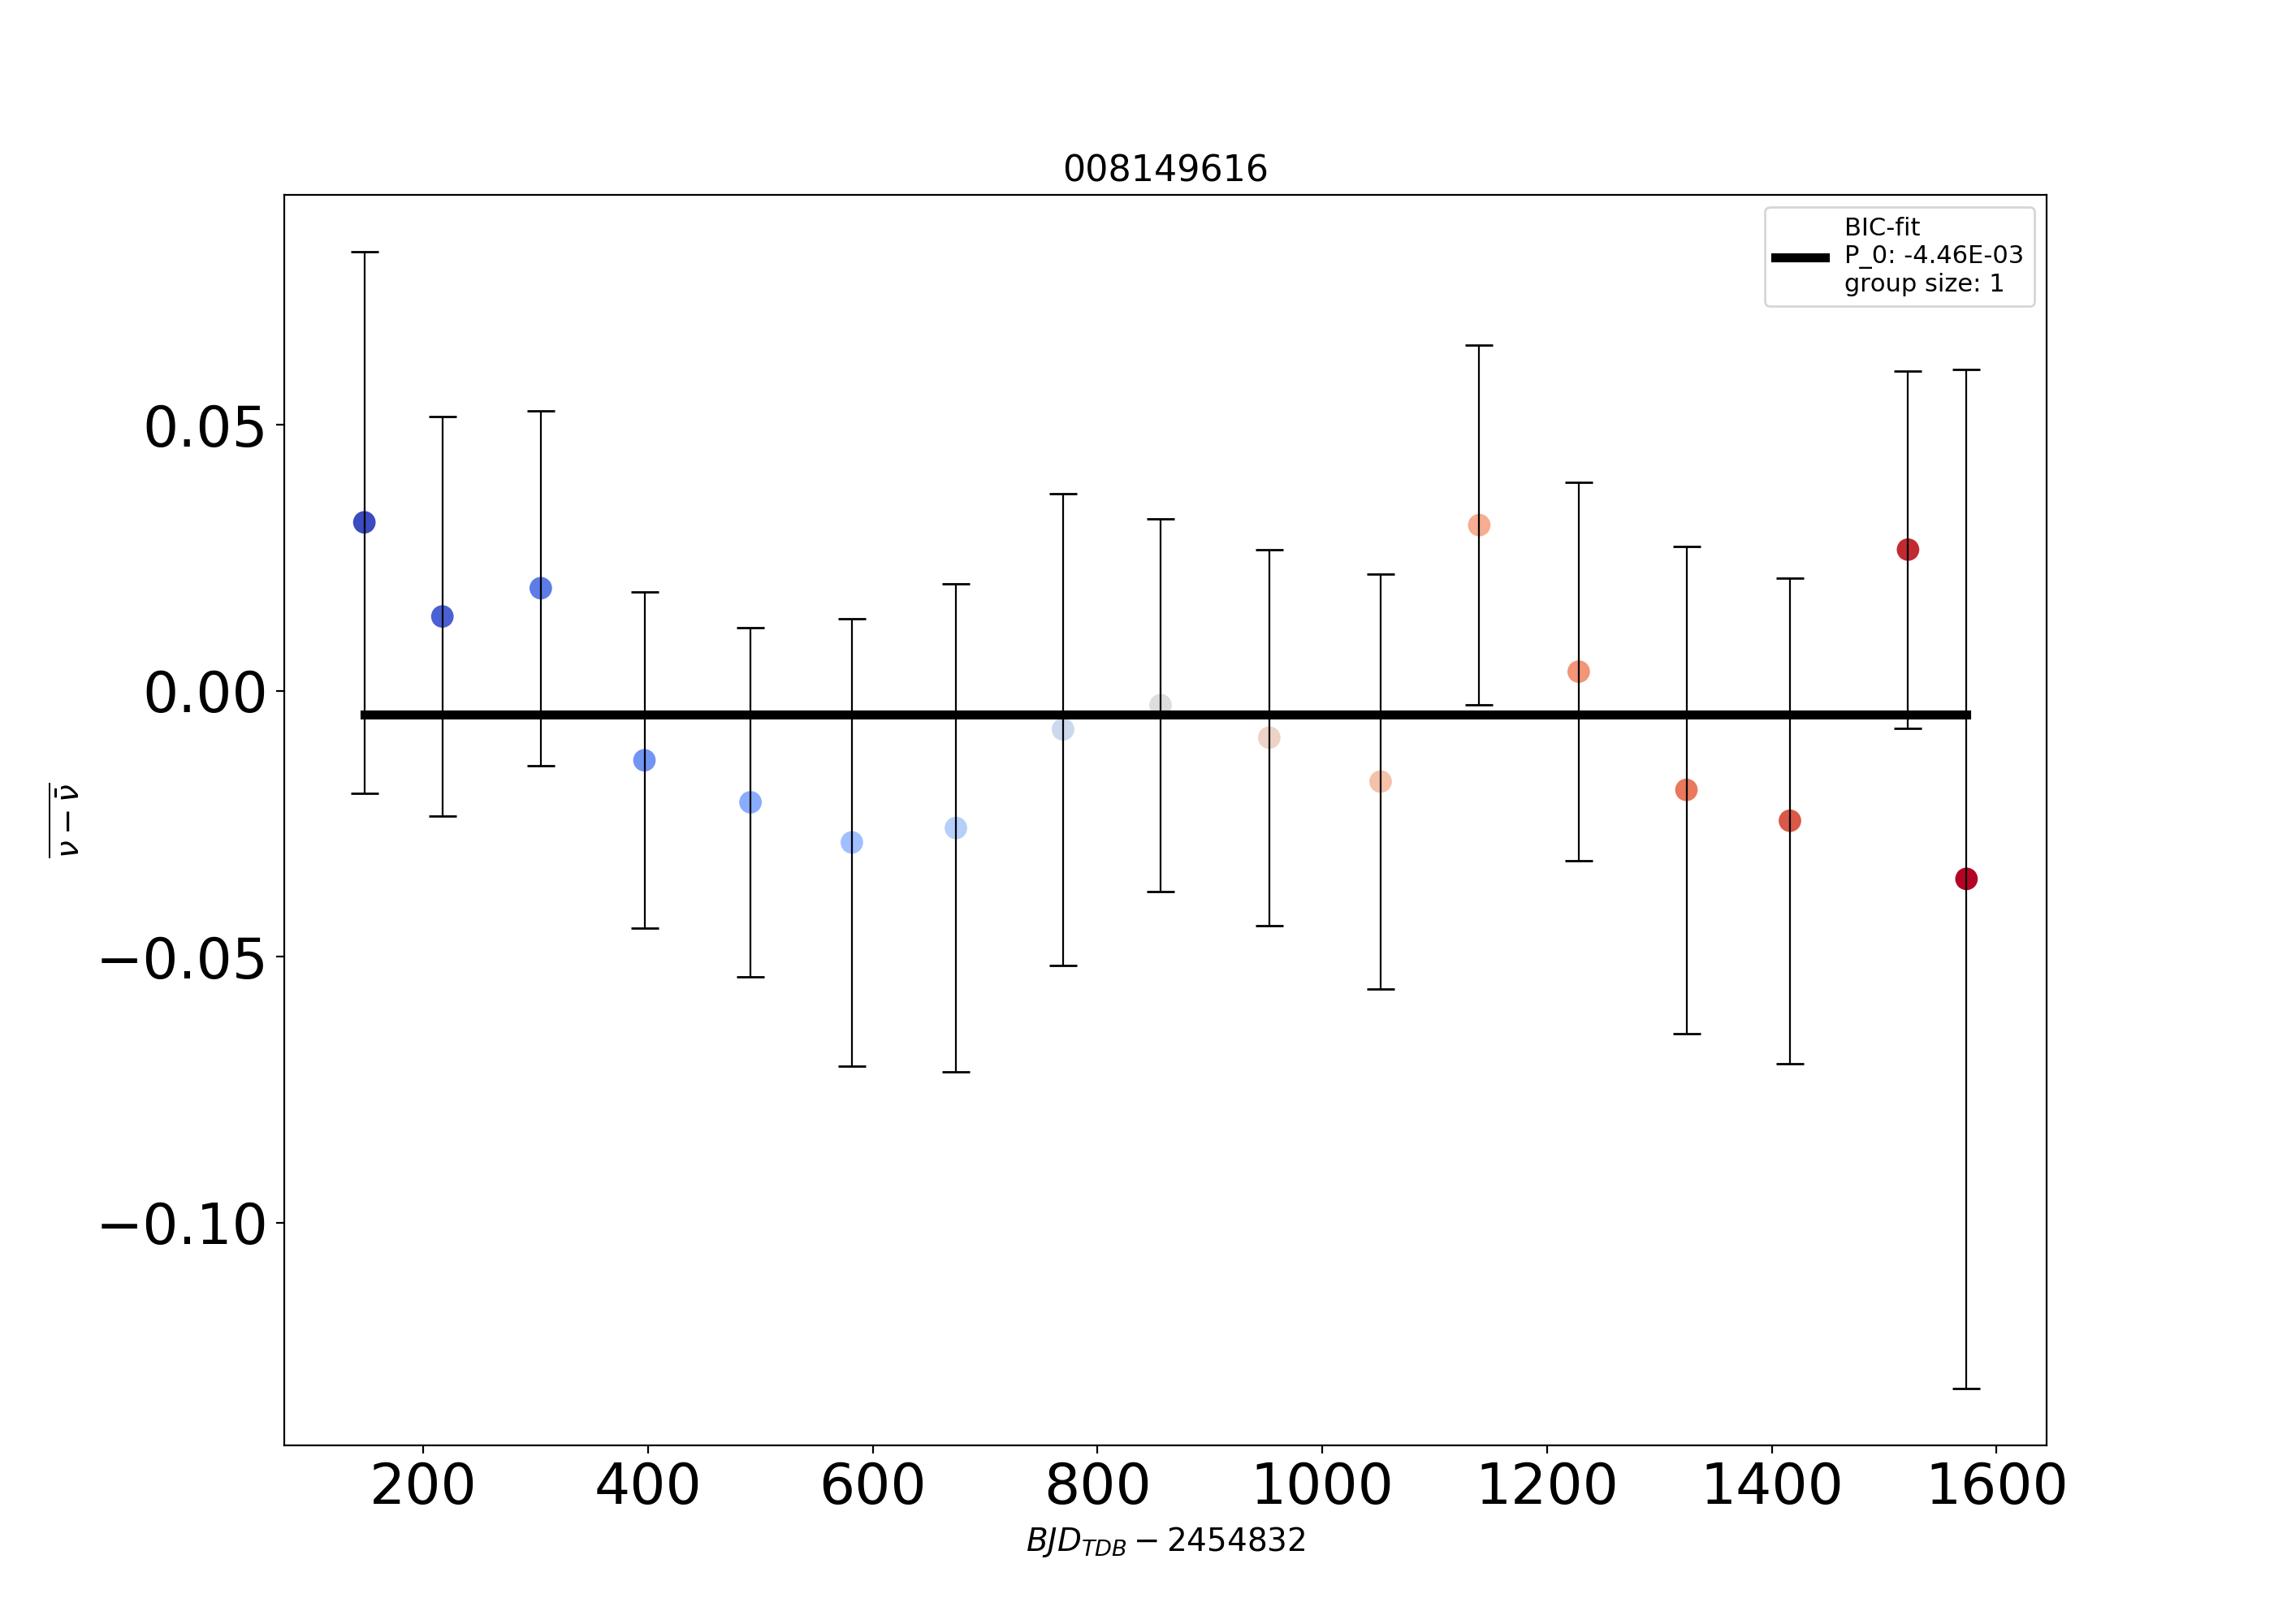 008149616
BIC-fit
P_0: -4.46E-03
group size: 1
0.05
0.00
−0.05
−0.10
ν − ν̄
200 400 600 800 1000 1200 1400 1600
BJD_TDB − 2454832